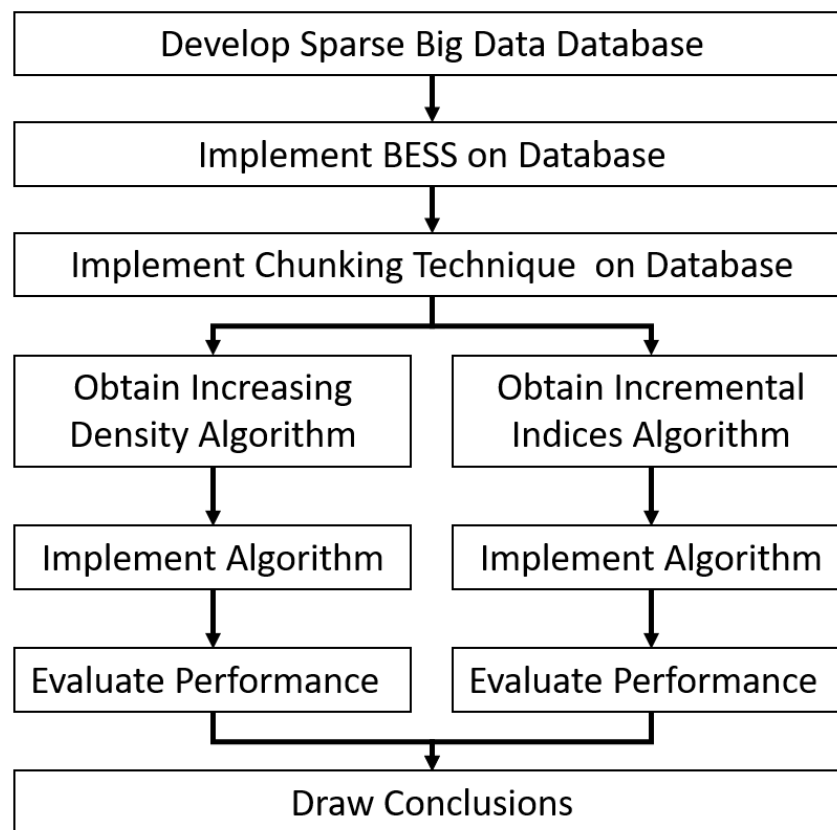 Develop Sparse Big Data Database
Implement BESS on Database
Implement Chunking Technique on Database
Obtain Increasing
Density Algorithm
Obtain Incremental
Indices Algorithm
Implement Algorithm
Implement Algorithm
Evaluate Performance
Evaluate Performance
Draw Conclusions